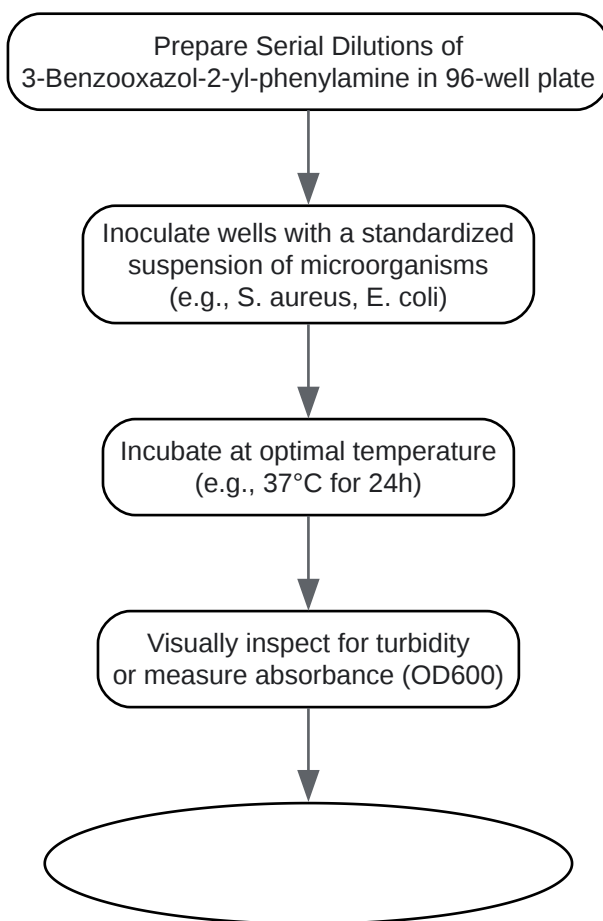 Prepare Serial Dilutions of
3-Benzooxazol-2-yl-phenylamine in 96-well plate
Inoculate wells with a standardized
suspension of microorganisms
(e.g., S. aureus, E. coli)
Incubate at optimal temperature
(e.g., 37°C for 24h)
Visually inspect for turbidity
or measure absorbance (OD600)